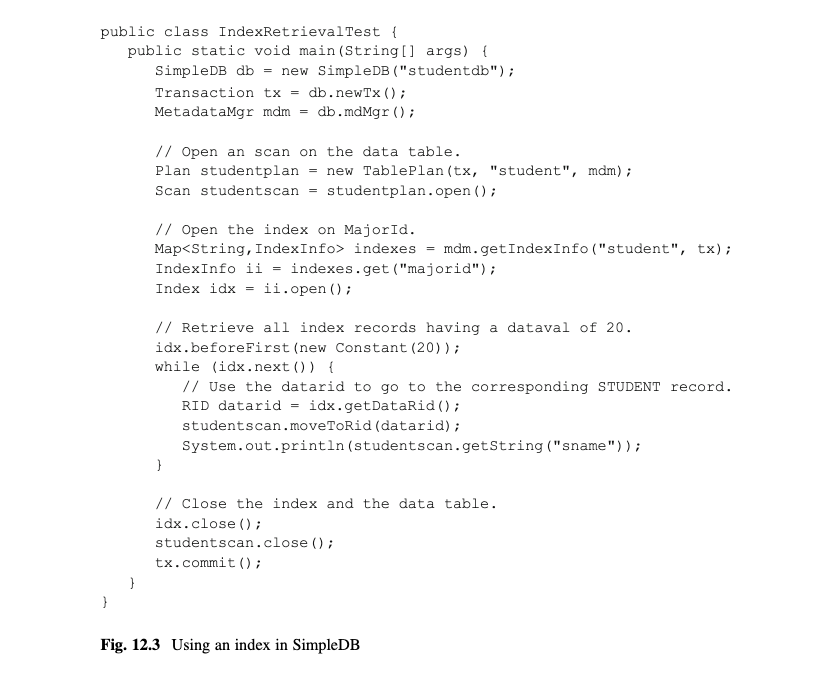 public class IndexRetrievalTest {
public static void main(String[] args) {
SimpleDB db = new SimpleDB("studentdb");
Transaction tx = db.newTx();
MetadataMgr mdm = db.mdMgr();
// Open an scan on the data table.
Plan studentplan = new TablePlan(tx, "student", mdm);
Scan studentscan = studentplan.open();
// Open the index on MajorId.
Map<String,IndexInfo> indexes = mdm.getIndexInfo("student", tx);
IndexInfo ii = indexes.get("majorid");
Index idx = ii.open();
// Retrieve all index records having a dataval of 20.
idx.beforeFirst(new Constant(20));
while (idx.next()) {
// Use the datarid to go to the corresponding STUDENT record.
RID datarid = idx.getDataRid();
studentscan.moveToRid(datarid);
System.out.println(studentscan.getString("sname"));
}
// Close the index and the data table.
idx.close();
studentscan.close();
tx.commit();
}
}
Fig. 12.3 Using an index in SimpleDB